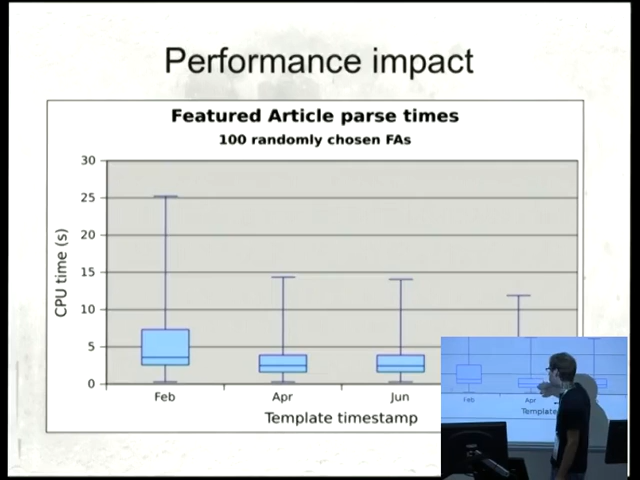 Performance impact
Featured Article parse times
100 randomly chosen FAs
30
25
20
15
10
5
0
CPU time (s)
Feb
Apr
Jun
Template timestamp
Feb
Apr
Template